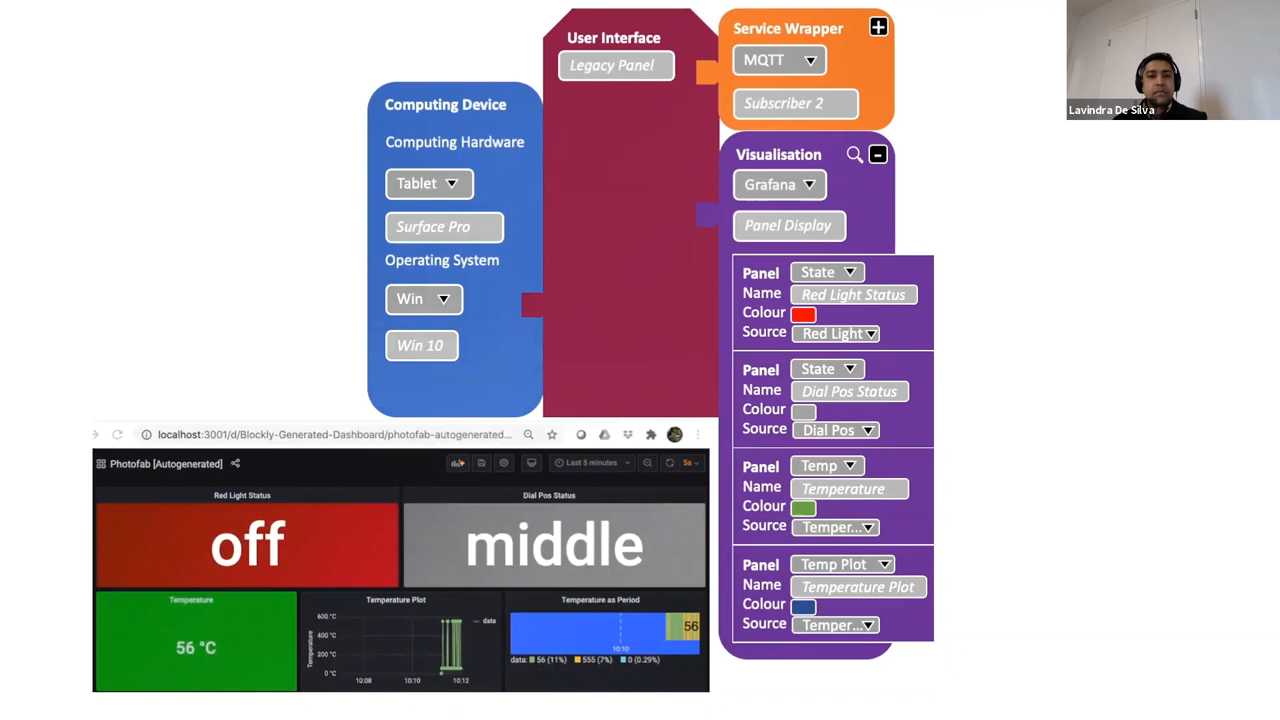 User Interface
Legacy Panel
Service Wrapper
MQTT
Subscriber 2
Lavindra De Silva
Computing Device
Computing Hardware
Tablet
Surface Pro
Operating System
Win
Win 10
Visualisation
Grafana
Panel Display
Panel State
Name Red Light Status
Colour
Source Red Light
Panel State
Name Dial Pos Status
Colour
Source Dial Pos
Panel Temp
Name Temperature
Colour
Source Temper...
Panel Temp Plot
Name Temperature Plot
Colour
Source Temper...
localhost:3001/d/Blockly-Generated-Dashboard/photofab-autogenerated...
Photofab [Autogenerated]
Last 5 minutes
5s
Red Light Status
off
Dial Pos Status
middle
Temperature
56 °C
Temperature Plot
600 °C
400 °C
200 °C
0 °C
Temperature
10:08 10:10 10:12
data
Temperature as Period
56
10:10
data: 56 (11%) 555 (7%) 0 (0.29%)